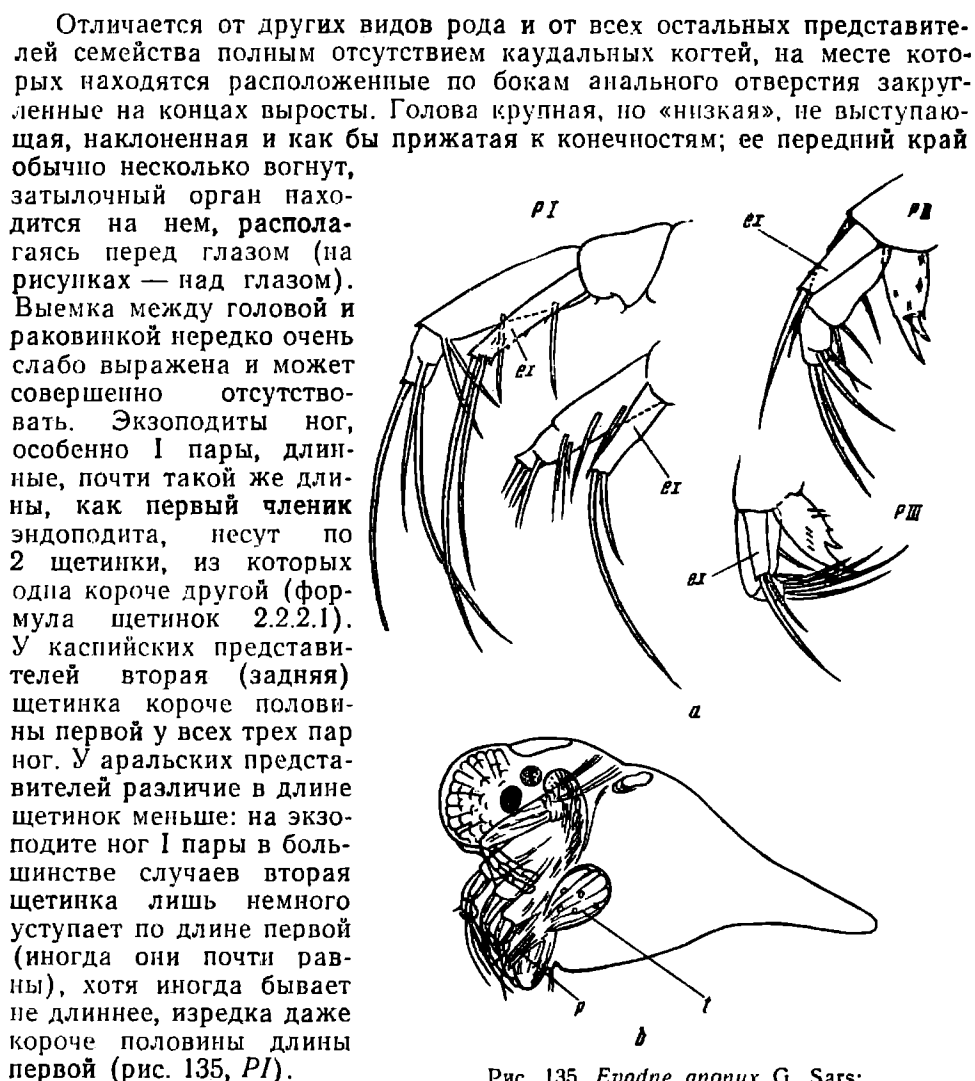 Отличается от других видов рода и от всех остальных представите-
лей семейства полным отсутствием каудальных когтей, на месте кото-
рых находятся расположенные по бокам анального отверстия закруг-
ленные на концах выросты. Голова крупная, но «низкая», не выступаю-
щая, наклоненная и как бы прижатая к конечностям; ее передний край
обычно несколько вогнут,
затылочный орган нахо-
дится на нем, распола-
гаясь перед глазом (на
рисунках — над глазом).
Выемка между головой и
раковинкой нередко очень
слабо выражена и может
совершенно отсутство-
вать. Экзоподиты ног,
особенно I пары, длин-
ные, почти такой же дли-
ны, как первый членик
эндоподита, несут по
2 щетинки, из которых
одна короче другой (фор-
мула щетинок 2.2.2.1).
У каспийских представи-
телей вторая (задняя)
щетинка короче полови-
ны первой у всех трех пар
ног. У аральских предста-
вителей различие в длине
щетинок меньше: на экзо-
подите ног I пары в боль-
шинстве случаев вторая
щетинка лишь немного
уступает по длине первой
(иногда они почти рав-
ны), хотя иногда бывает
не длиннее, изредка даже
короче половины длины
первой (рис. 135, PI).
PI
ex
PII
ex
ex
PIII
ex
a
p
t
b
Рис. 135. Evadne anonyx G. Sars: